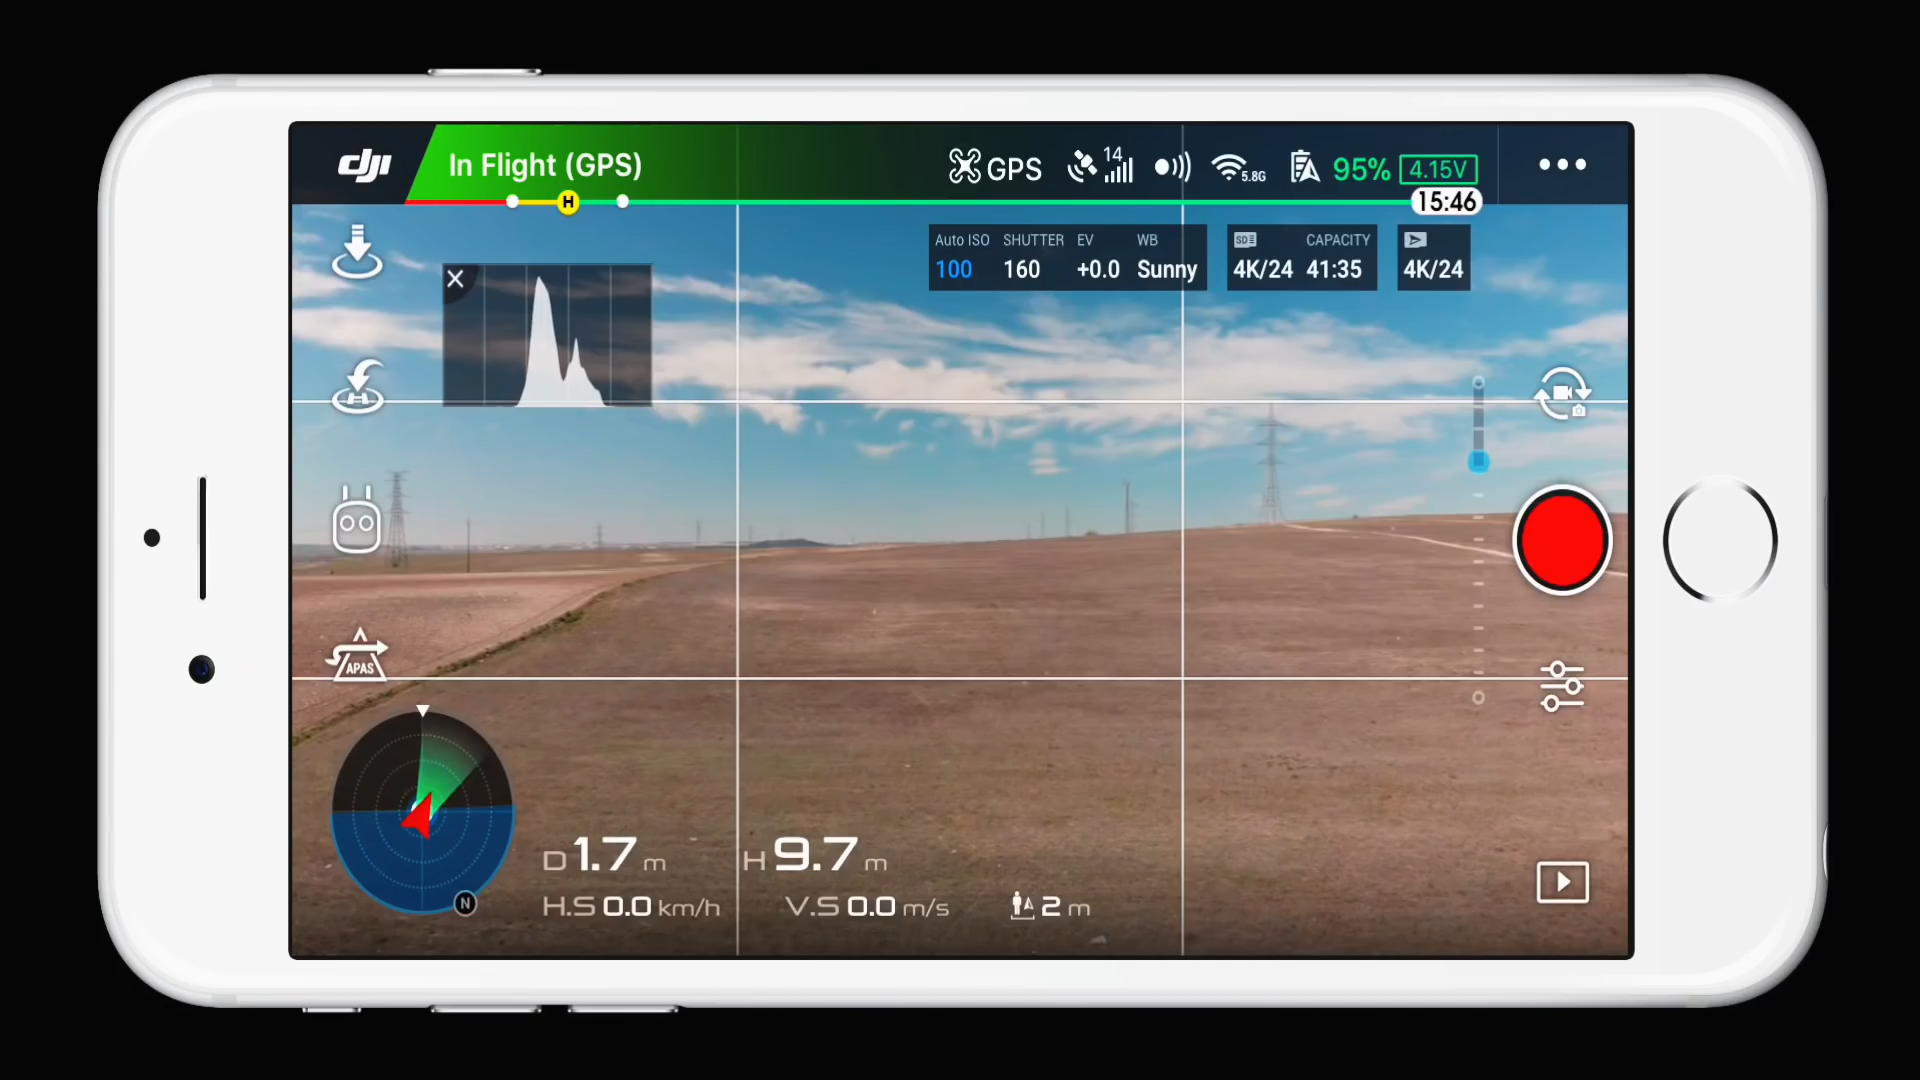 dji In Flight (GPS) GPS 14 5.8G 95% 4.15V
H 15:46
Auto ISO SHUTTER EV WB SD CAPACITY
100 160 +0.0 Sunny 4K/24 41:35 4K/24
APAS
D 1.7 m H 9.7 m
N H.S 0.0 km/h V.S 0.0 m/s 2 m